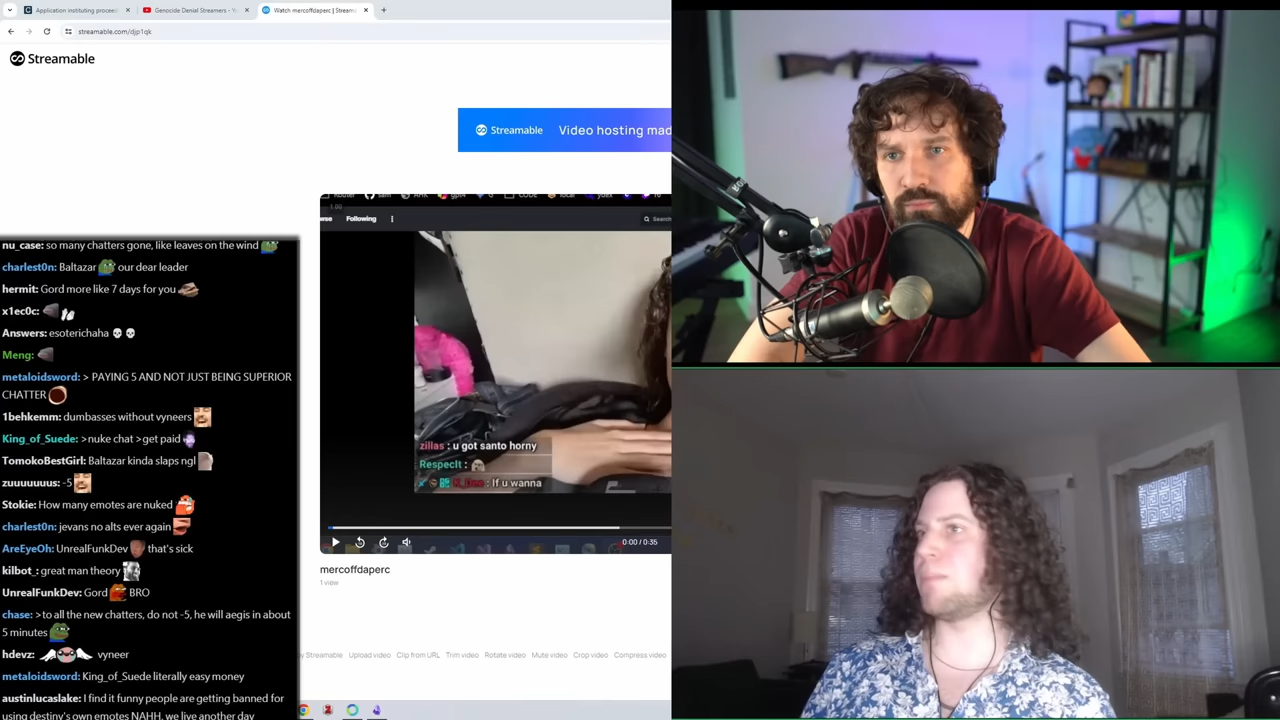 Application instituting proceed
Genocide Denial Streamers -
Watch mercoffdaperc | Stream
streamable.com/djp1qk
Streamable
Streamable Video hosting mad
Following
Search
zillas : u got santo horny
RespecIt :
K_Dee : If u wanna
0:00 / 0:35
mercoffdaperc
1 view
by Streamable Upload video Clip from URL Trim video Rotate video Mute video Crop video Compress video
nu_case: so many chatters gone, like leaves on the wind
charlest0n: Baltazar our dear leader
hermit: Gord more like 7 days for you
x1ec0c:
Answers: esoterichaha
Meng:
metaloidsword: > PAYING 5 AND NOT JUST BEING SUPERIOR
CHATTER
1behkemm: dumbasses without vyneers
King_of_Suede: >nuke chat >get paid
TomokoBestGirl: Baltazar kinda slaps ngl
zuuuuuuus: -5
Stokie: How many emotes are nuked
charlest0n: jevans no alts ever again
AreEyeOh: UnrealFunkDev that's sick
kilbot_: great man theory
UnrealFunkDev: Gord BRO
chase: >to all the new chatters, do not -5, he will aegis in about
5 minutes
hdevz: vyneer
metaloidsword: King_of_Suede literally easy money
austinlucaslake: I find it funny people are getting banned for
using destiny's own emotes NAHH, we live another day